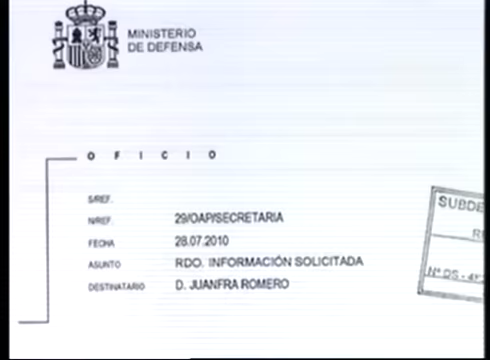 MINISTERIO
DE DEFENSA
O F I C I O
S/REF.
N/REF. 29/OAP/SECRETARIA
FECHA 28.07.2010
ASUNTO RDO. INFORMACIÓN SOLICITADA
DESTINATARIO D. JUANFRA ROMERO
SUBDE
Nº DS